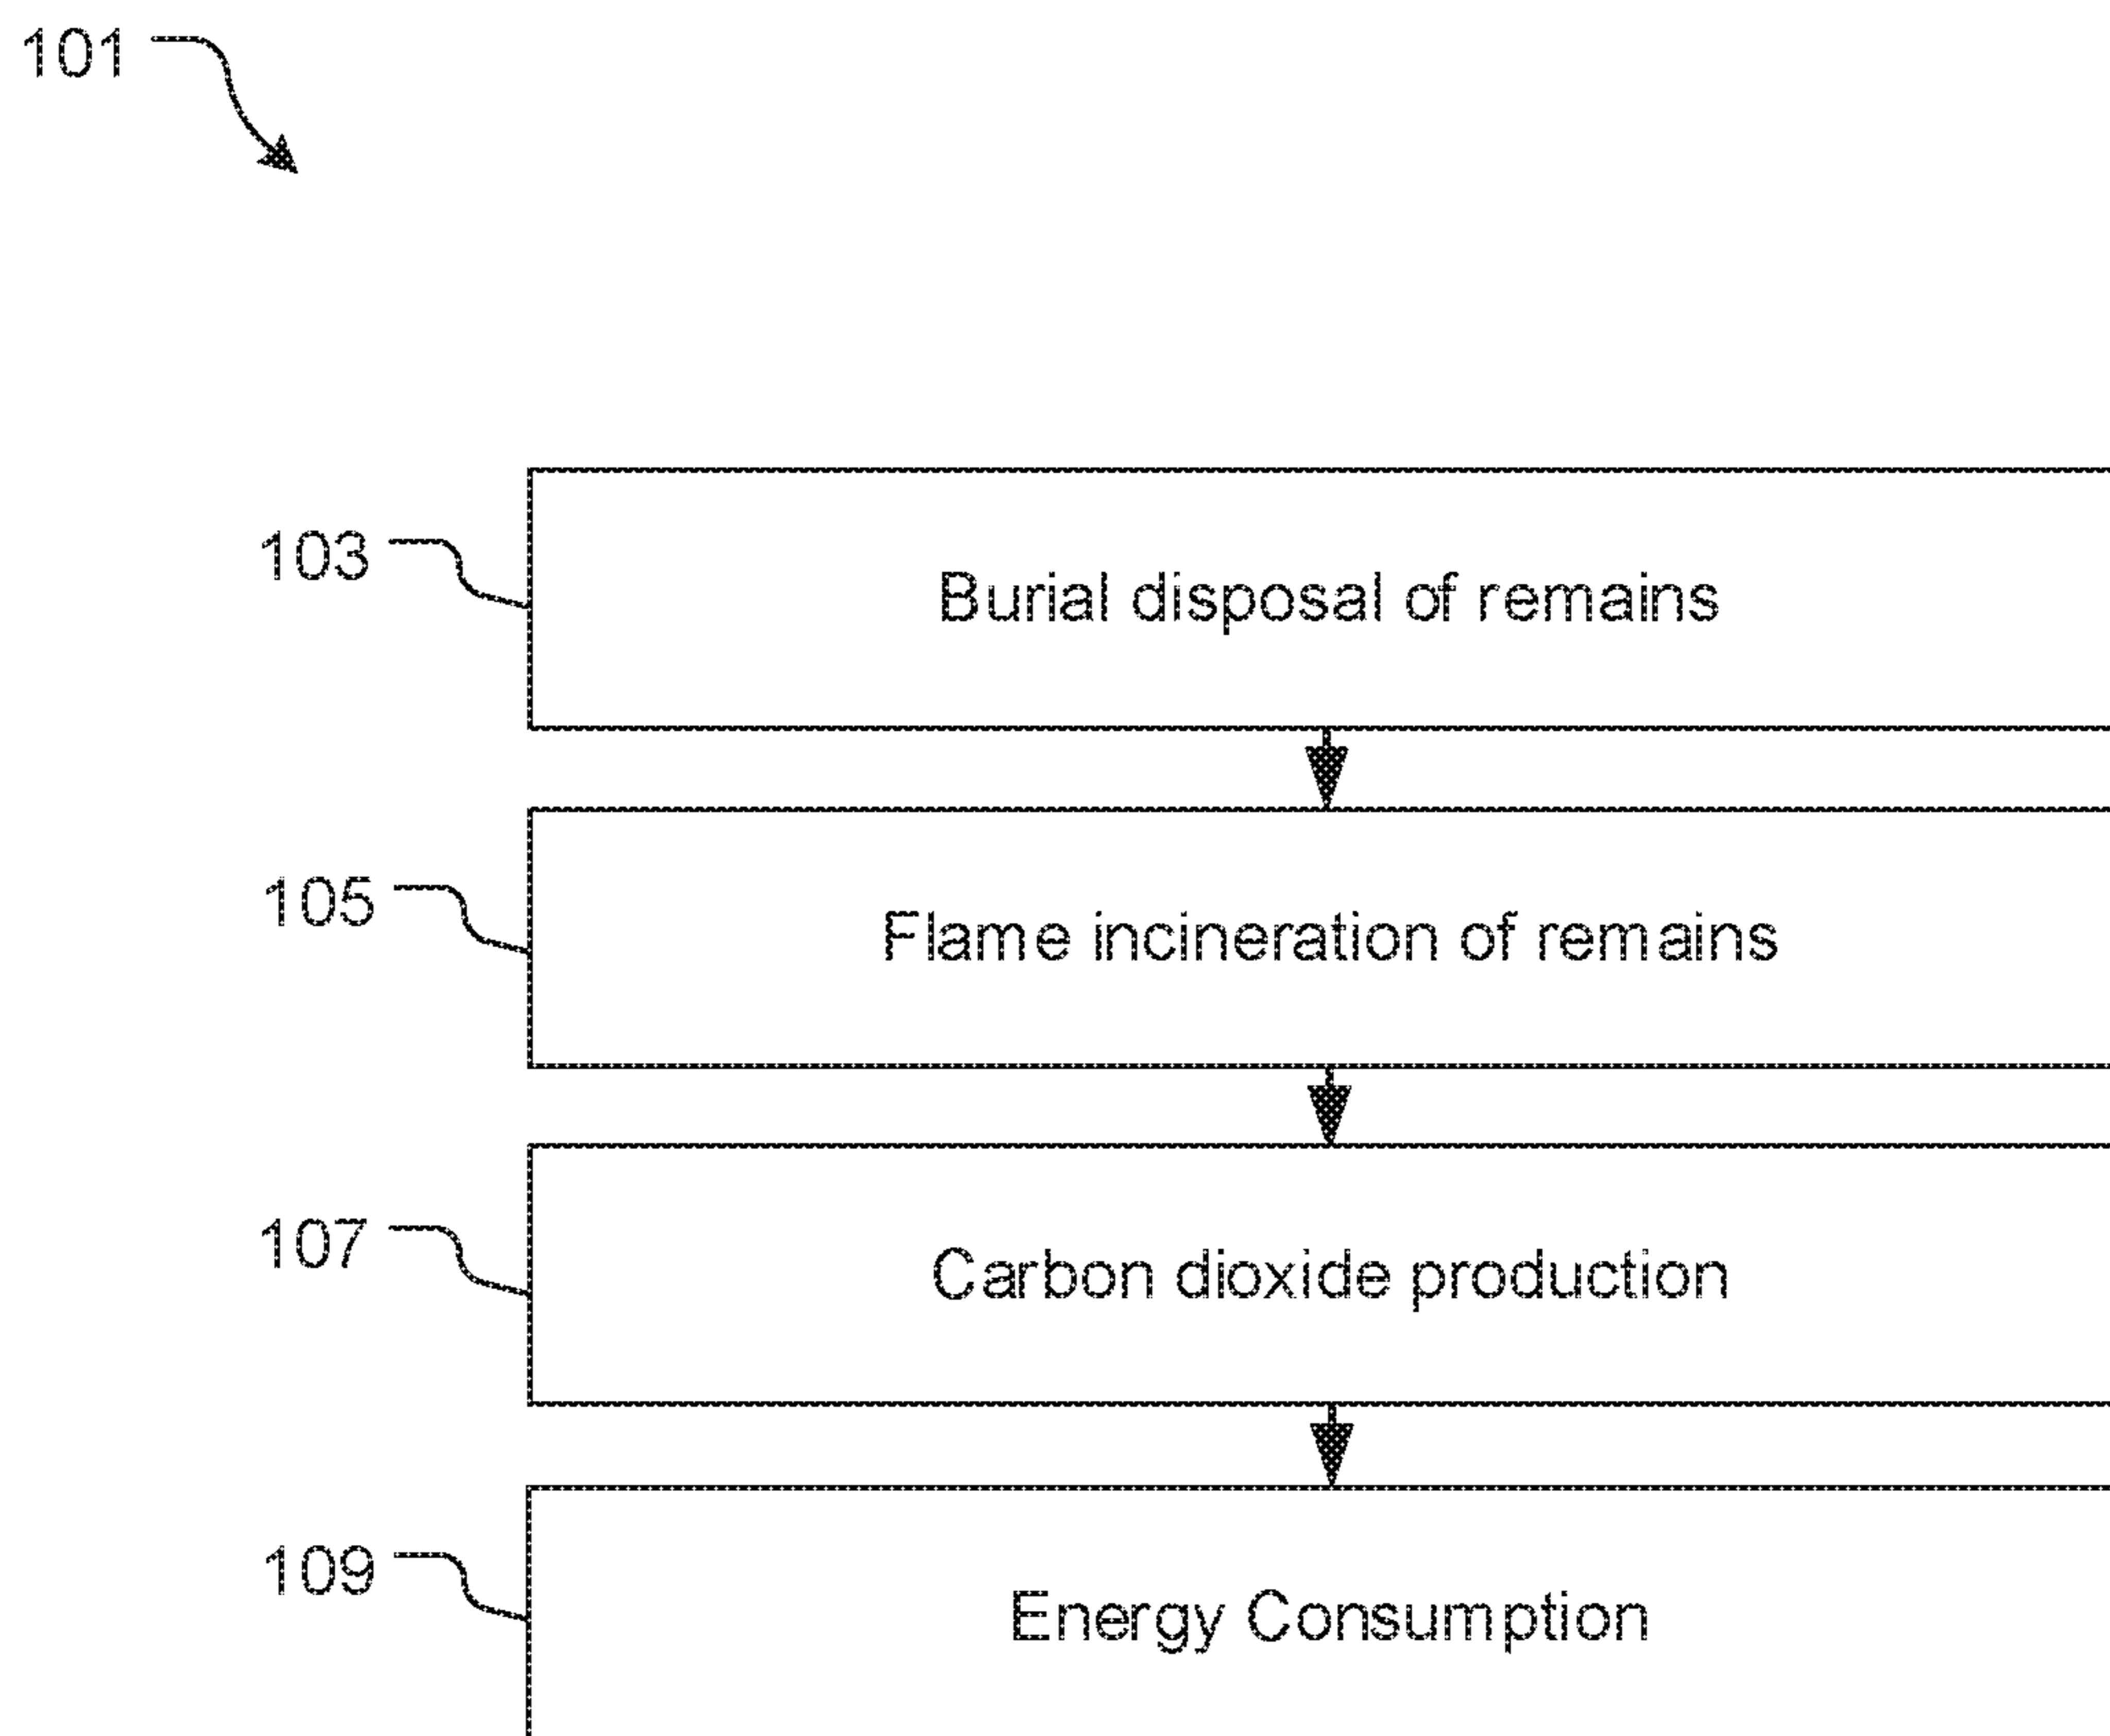 101
103
Burial disposal of remains
105
Flame incineration of remains
107
Carbon dioxide production
109
Energy Consumption